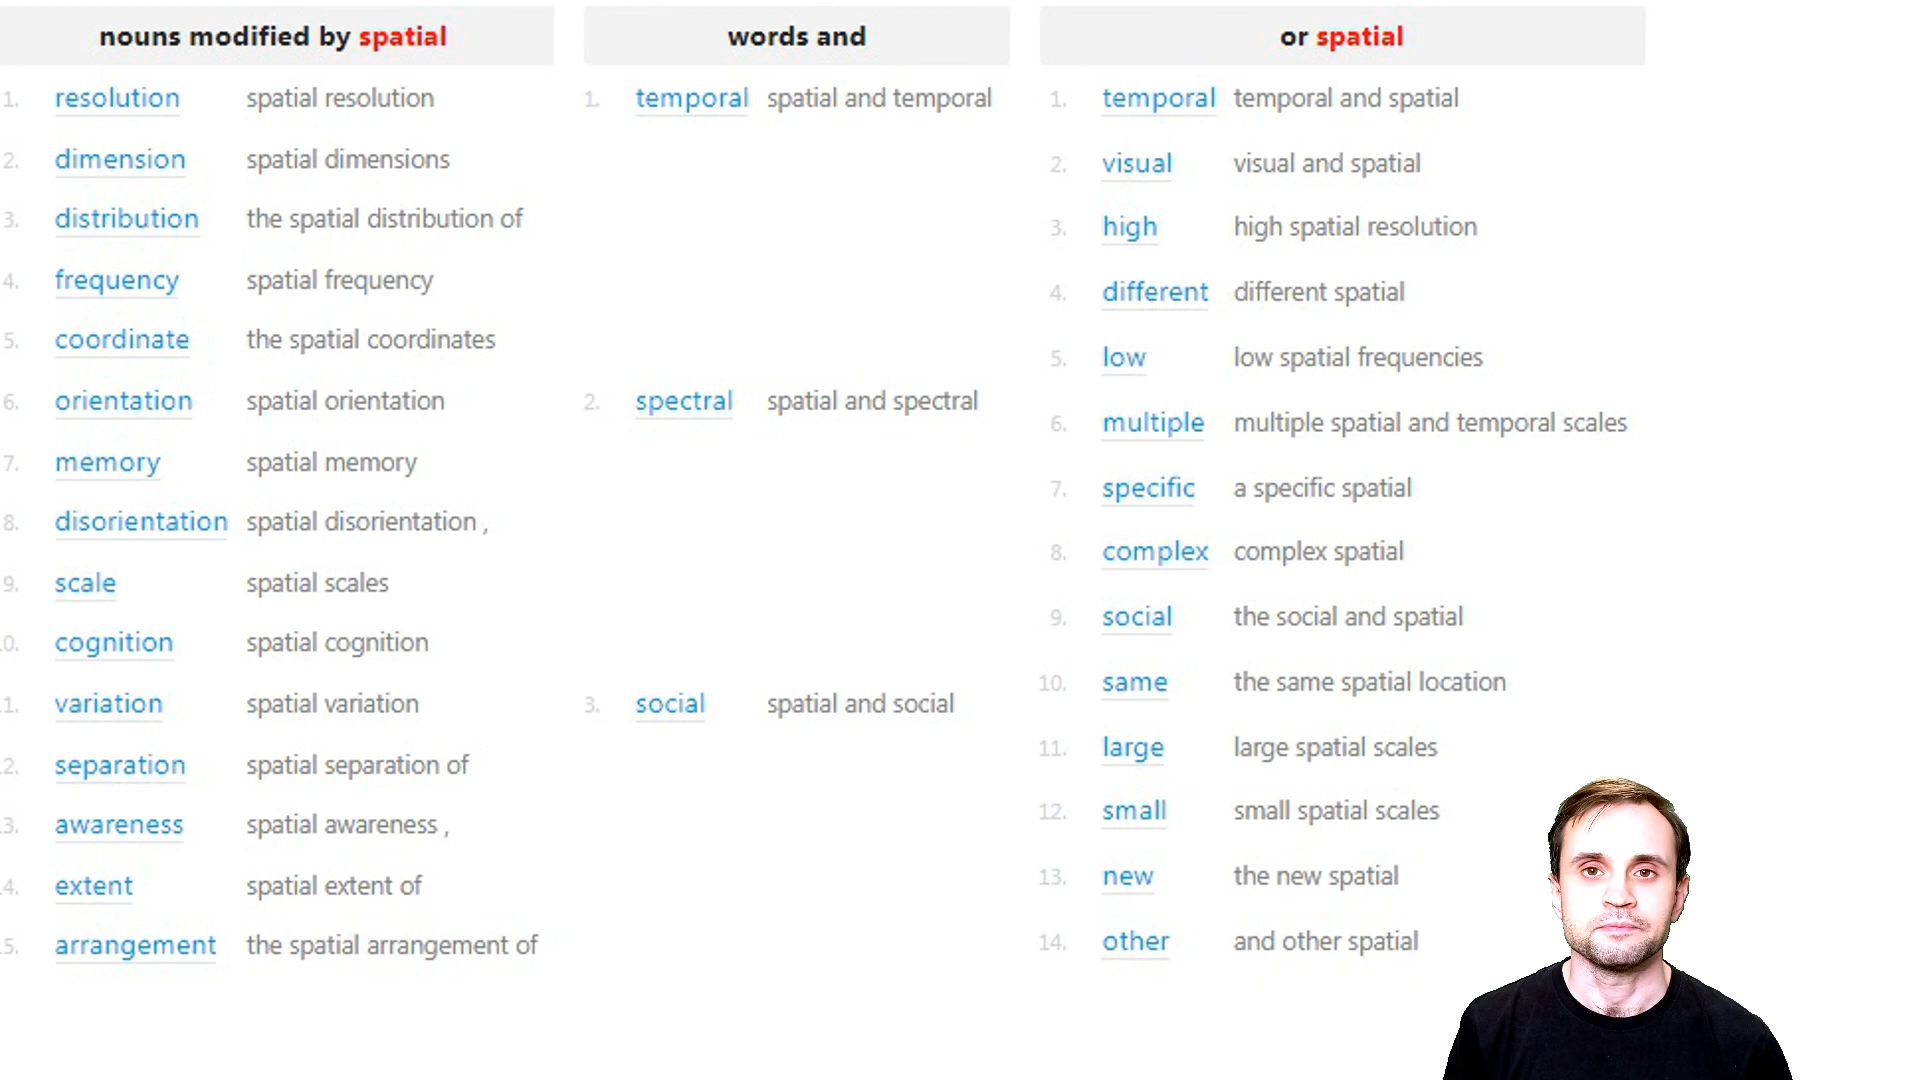 nouns modified by spatial
1. resolution spatial resolution
2. dimension spatial dimensions
3. distribution the spatial distribution of
4. frequency spatial frequency
5. coordinate the spatial coordinates
6. orientation spatial orientation
7. memory spatial memory
8. disorientation spatial disorientation ,
9. scale spatial scales
0. cognition spatial cognition
1. variation spatial variation
2. separation spatial separation of
3. awareness spatial awareness ,
4. extent spatial extent of
5. arrangement the spatial arrangement of
words and
1. temporal spatial and temporal
2. spectral spatial and spectral
3. social spatial and social
or spatial
1. temporal temporal and spatial
2. visual visual and spatial
3. high high spatial resolution
4. different different spatial
5. low low spatial frequencies
6. multiple multiple spatial and temporal scales
7. specific a specific spatial
8. complex complex spatial
9. social the social and spatial
10. same the same spatial location
11. large large spatial scales
12. small small spatial scales
13. new the new spatial
14. other and other spatial